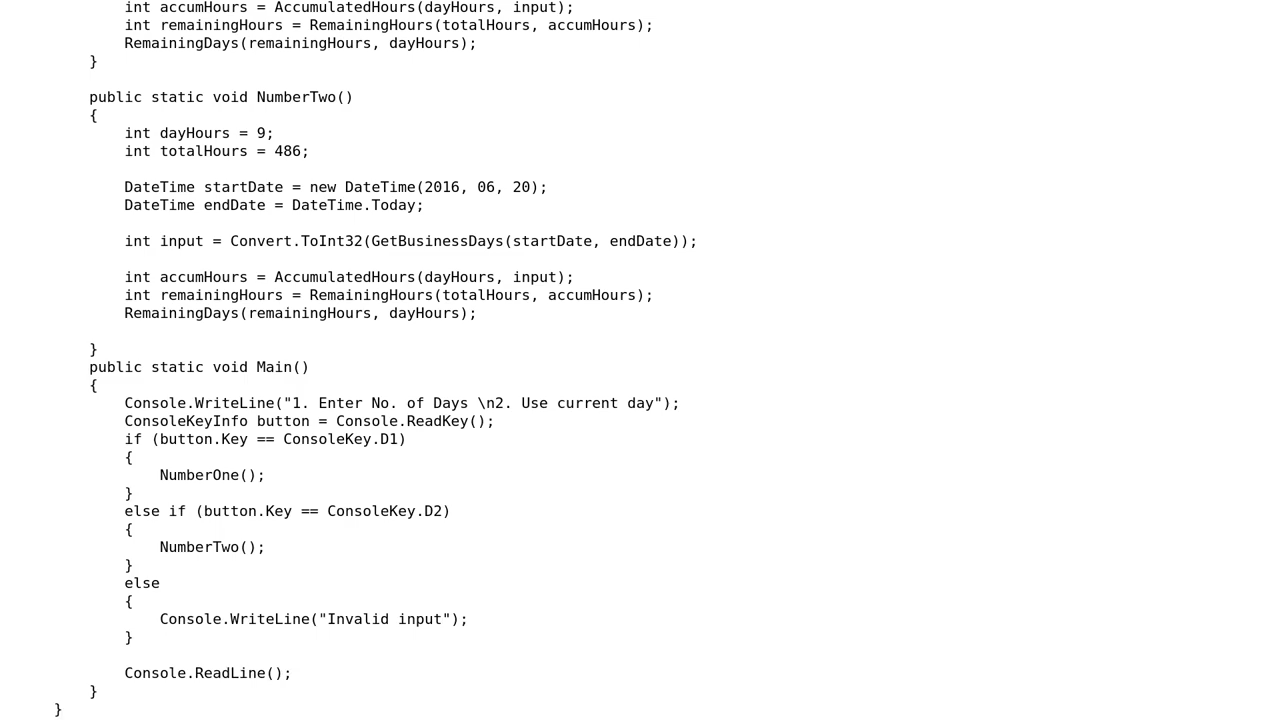 int accumHours = AccumulatedHours(dayHours, input);
int remainingHours = RemainingHours(totalHours, accumHours);
RemainingDays(remainingHours, dayHours);
}
public static void NumberTwo()
{
int dayHours = 9;
int totalHours = 486;
DateTime startDate = new DateTime(2016, 06, 20);
DateTime endDate = DateTime.Today;
int input = Convert.ToInt32(GetBusinessDays(startDate, endDate));
int accumHours = AccumulatedHours(dayHours, input);
int remainingHours = RemainingHours(totalHours, accumHours);
RemainingDays(remainingHours, dayHours);
}
public static void Main()
{
Console.WriteLine("1. Enter No. of Days \n2. Use current day");
ConsoleKeyInfo button = Console.ReadKey();
if (button.Key == ConsoleKey.D1)
{
NumberOne();
}
else if (button.Key == ConsoleKey.D2)
{
NumberTwo();
}
else
{
Console.WriteLine("Invalid input");
}
Console.ReadLine();
}
}